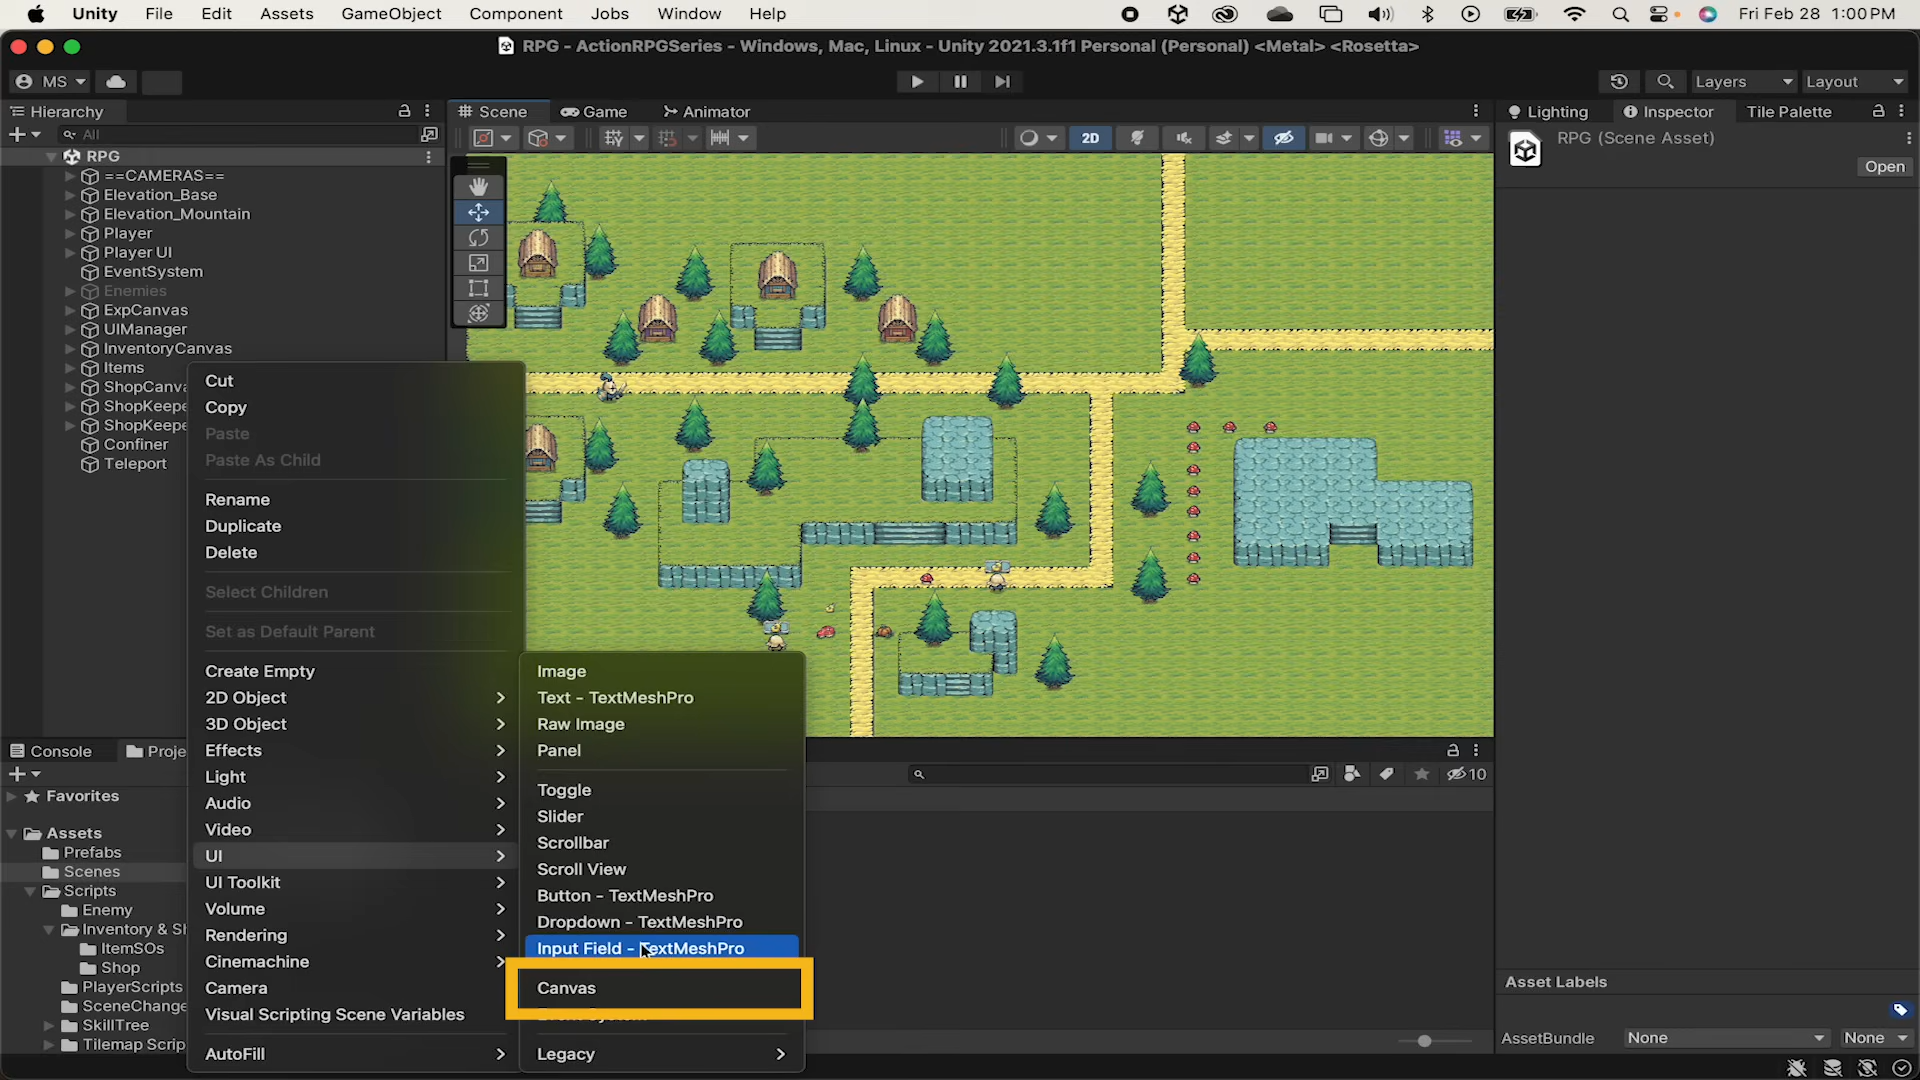 Unity File Edit Assets GameObject Component Jobs Window Help Fri Feb 28 1:00 PM
RPG - ActionRPGSeries - Windows, Mac, Linux - Unity 2021.3.1f1 Personal (Personal) <Metal> <Rosetta>
MS Layers Layout
Hierarchy Scene Game Animator Lighting Inspector Tile Palette
All 2D RPG (Scene Asset)
Open
RPG
==CAMERAS==
Elevation_Base
Elevation_Mountain
Player
Player UI
EventSystem
Enemies
ExpCanvas
UIManager
InventoryCanvas
Items
ShopCanva
ShopKeepe
ShopKeepe
Confiner
Teleport
Cut
Copy
Paste
Paste As Child
Rename
Duplicate
Delete
Select Children
Set as Default Parent
Create Empty
2D Object
3D Object
Effects
Light
Audio
Video
UI
UI Toolkit
Volume
Rendering
Cinemachine
Camera
Visual Scripting Scene Variables
AutoFill
Image
Text - TextMeshPro
Raw Image
Panel
Toggle
Slider
Scrollbar
Scroll View
Button - TextMeshPro
Dropdown - TextMeshPro
Input Field - TextMeshPro
Canvas
Legacy
Console Proje
10
Favorites
Assets
Prefabs
Scenes
Scripts
Enemy
Inventory & Sh
ItemSOs
Shop
PlayerScripts
SceneChange
SkillTree
Tilemap Scrip
Asset Labels
AssetBundle None None